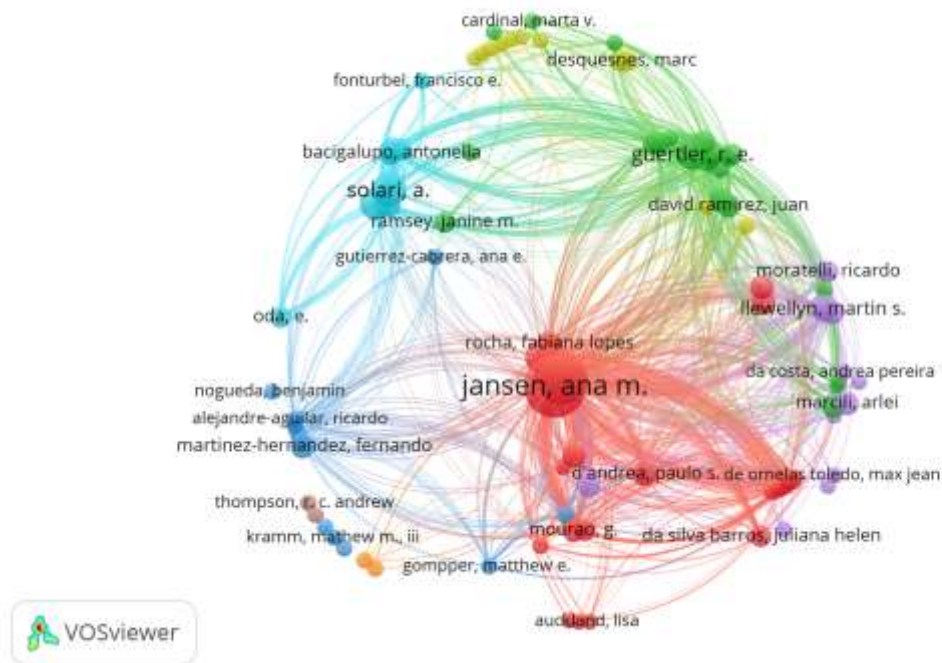 cardinal, marta v.
desquesnes, marc
fonturbel, francisco e.
bacigalupo, antonella
guertler, r. e.
solari, a.
david ramirez, juan
ramsey, janine m.
gutierrez-cabrera, ana e.
moratelli, ricardo
llewellyn, martin s.
oda, e.
rocha, fabiana lopes
jansen, ana m.
da costa, andrea pereira
nogueda, benjamin
marcili, arlei
alejandre-aguilar, ricardo
martinez-hernandez, fernando
d'andrea, paulo s.
de ornelas toledo, max jean
thompson, r. c. andrew
mourao, g.
da silva barros, juliana helen
kramm, mathew m., iii
gompper, matthew e.
auckland, lisa
VOSviewer